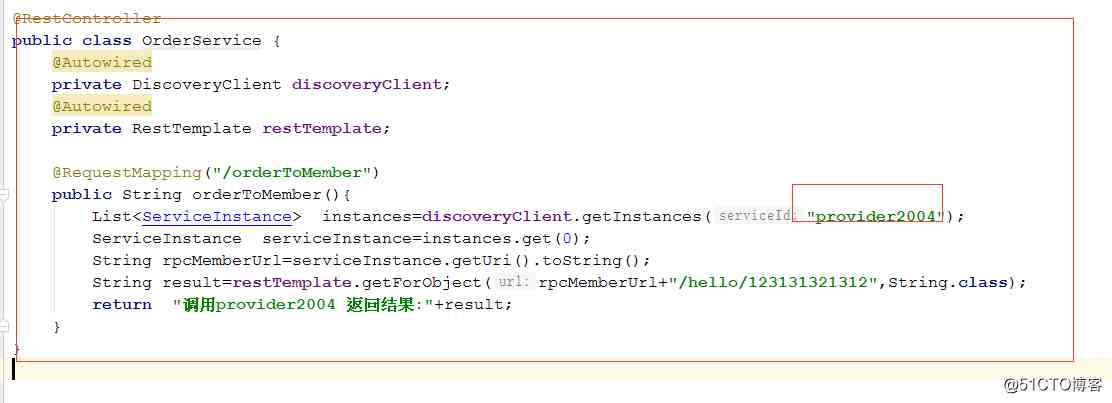 @RestController
public class OrderService {
@Autowired
private DiscoveryClient discoveryClient;
@Autowired
private RestTemplate restTemplate;
@RequestMapping("/orderToMember")
public String orderToMember(){
List<ServiceInstance> instances=discoveryClient.getInstances( serviceId: "provider2004");
ServiceInstance serviceInstance=instances.get(0);
String rpcMemberUrl=serviceInstance.getUri().toString();
String result=restTemplate.getForObject( url: rpcMemberUrl+"/hello/123131321312",String.class);
return "调用provider2004 返回结果:"+result;
}
}
@51CTO博客